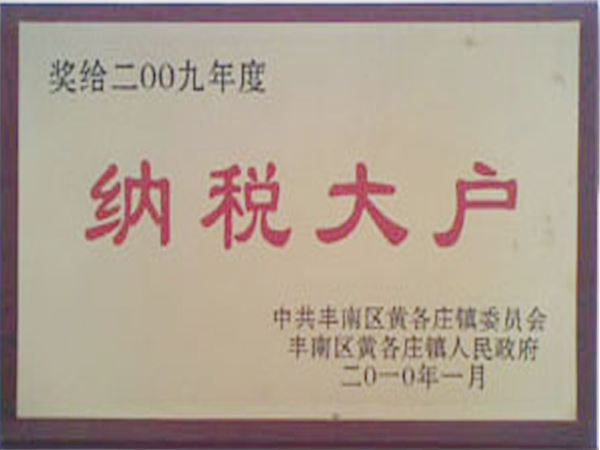 奖给二00九年度
纳税大户
中共丰南区黄各庄镇委员会
丰南区黄各庄镇人民政府
二0一0年一月